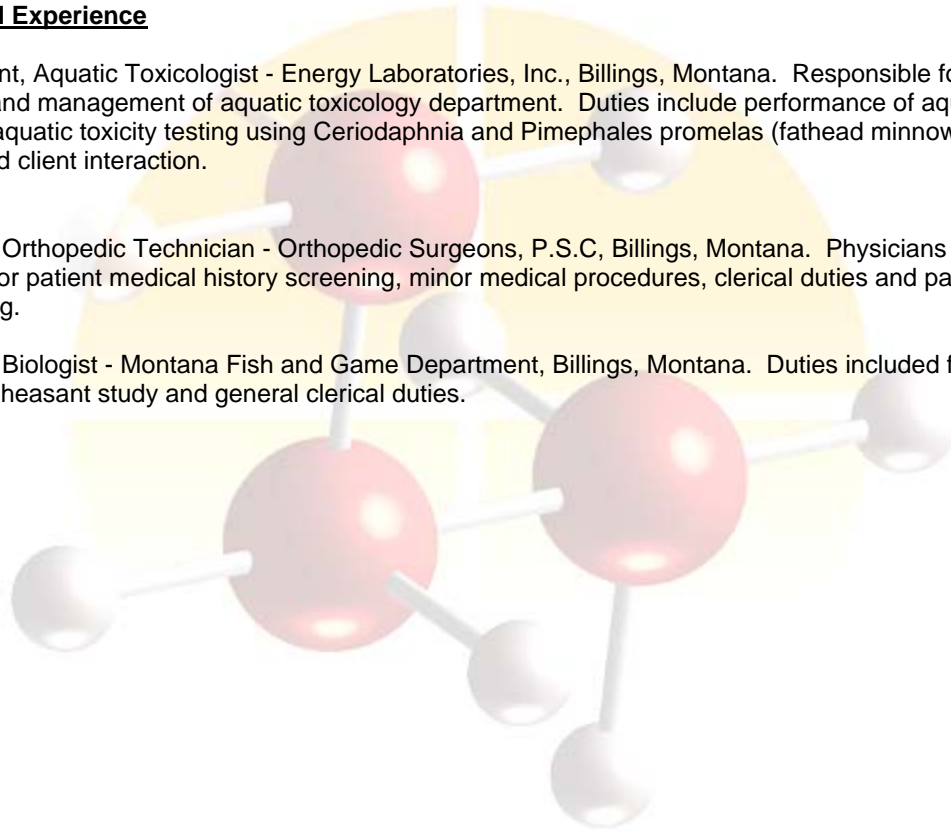 l Experience
nt, Aquatic Toxicologist - Energy Laboratories, Inc., Billings, Montana. Responsible fo
and management of aquatic toxicology department. Duties include performance of aq
aquatic toxicity testing using Ceriodaphnia and Pimephales promelas (fathead minnow
d client interaction.
Orthopedic Technician - Orthopedic Surgeons, P.S.C, Billings, Montana. Physicians
or patient medical history screening, minor medical procedures, clerical duties and pa
g.
Biologist - Montana Fish and Game Department, Billings, Montana. Duties included f
heasant study and general clerical duties.